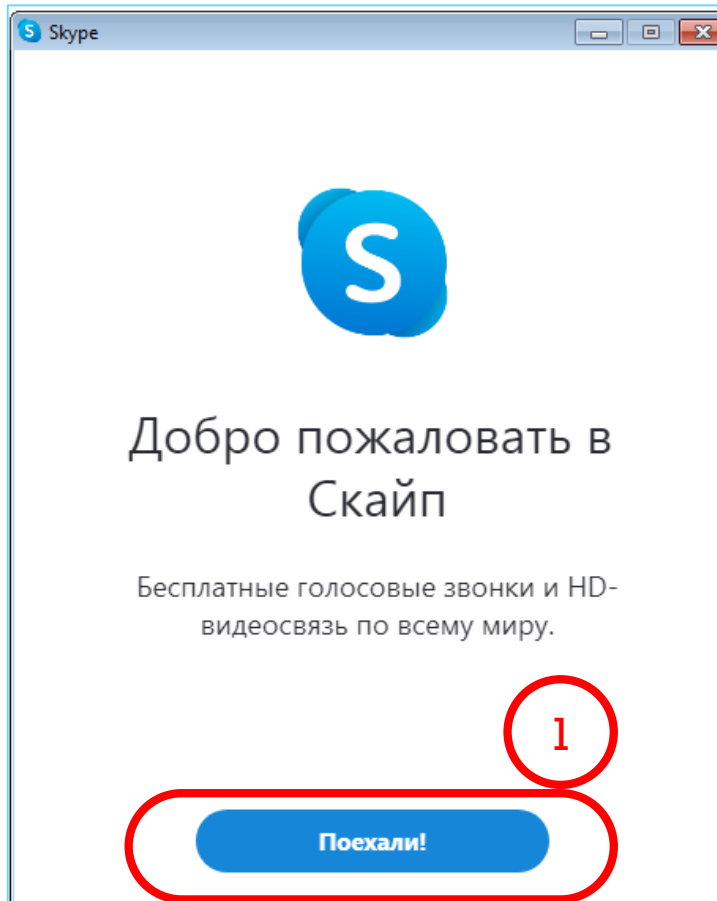 Skype
S
Добро пожаловать в
Скайп
Бесплатные голосовые звонки и HD-
видеосвязь по всему миру.
1
Поехали!